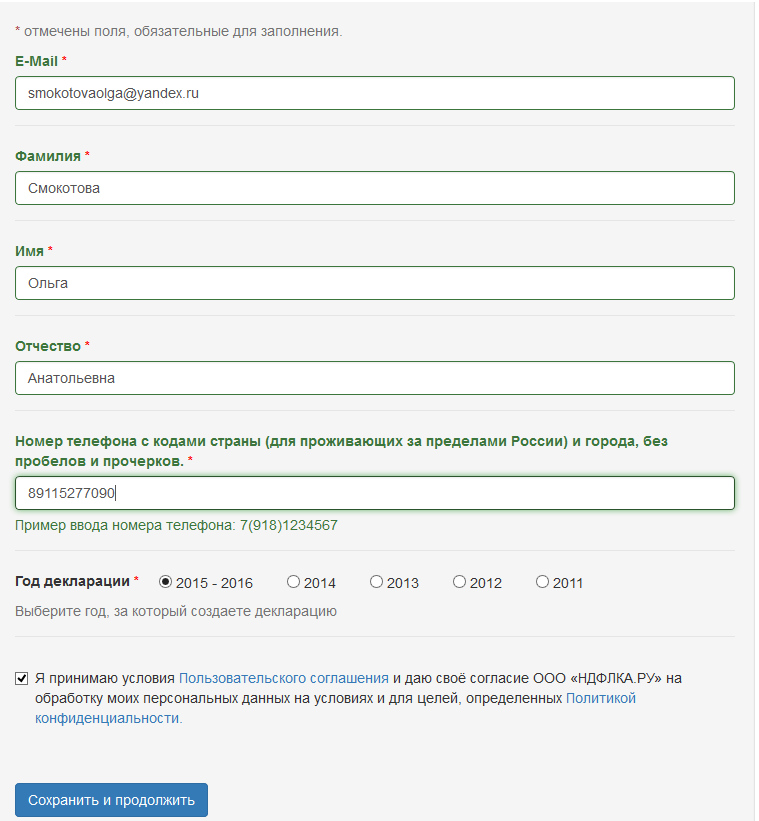 * отмечены поля, обязательные для заполнения.
E-Mail *
smokotovaolga@yandex.ru
Фамилия *
Смокотова
Имя *
Ольга
Отчество *
Анатольевна
Номер телефона с кодами страны (для проживающих за пределами России) и города, без
пробелов и прочерков. *
89115277090
Пример ввода номера телефона: 7(918)1234567
Год декларации * 2015 - 2016 2014 2013 2012 2011
Выберите год, за который создаете декларацию
Я принимаю условия Пользовательского соглашения и даю своё согласие ООО «НДФЛКА.РУ» на
обработку моих персональных данных на условиях и для целей, определенных Политикой
конфиденциальности.
Сохранить и продолжить